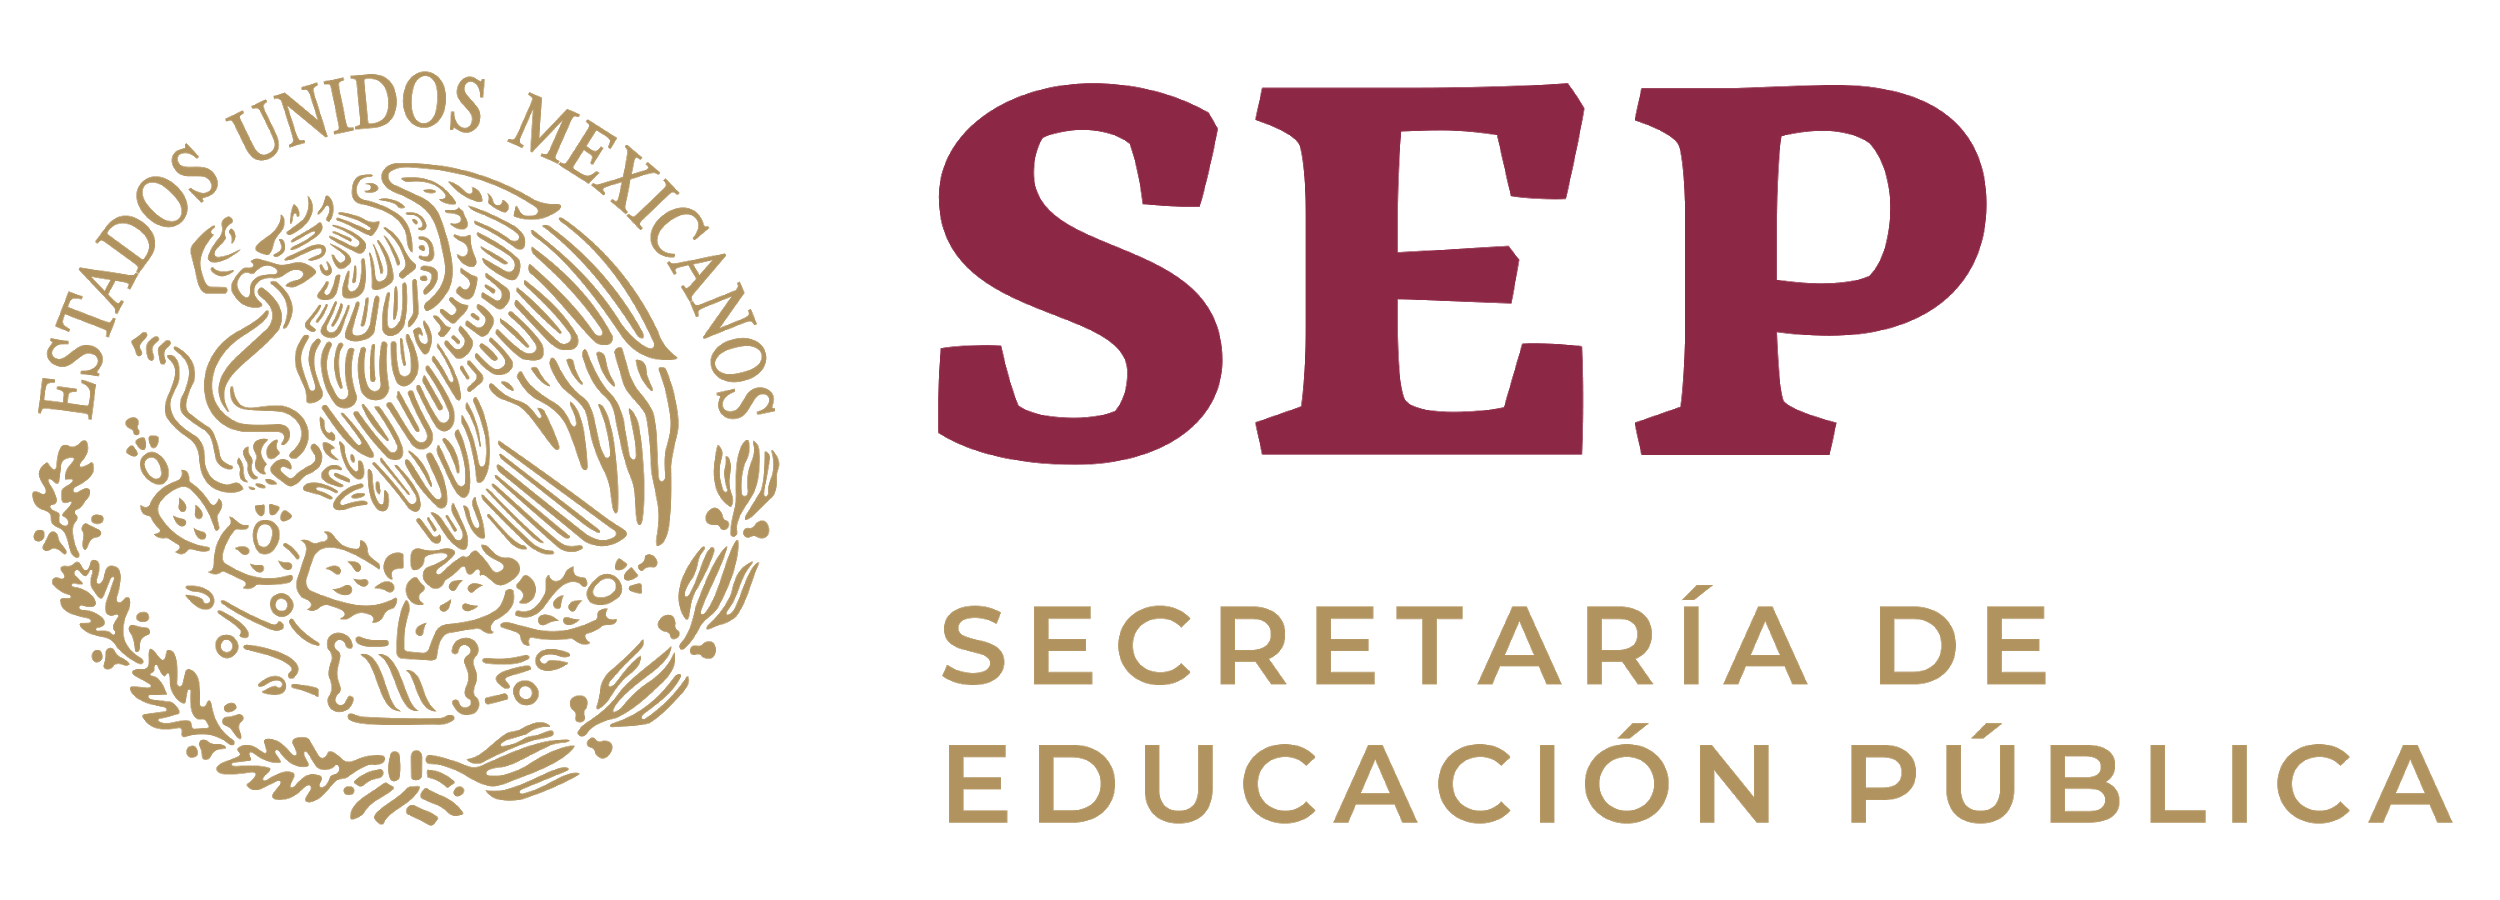 ESTADOS UNIDOS MEXICANOS
SEP
SECRETARÍA DE
EDUCACIÓN PÚBLICA